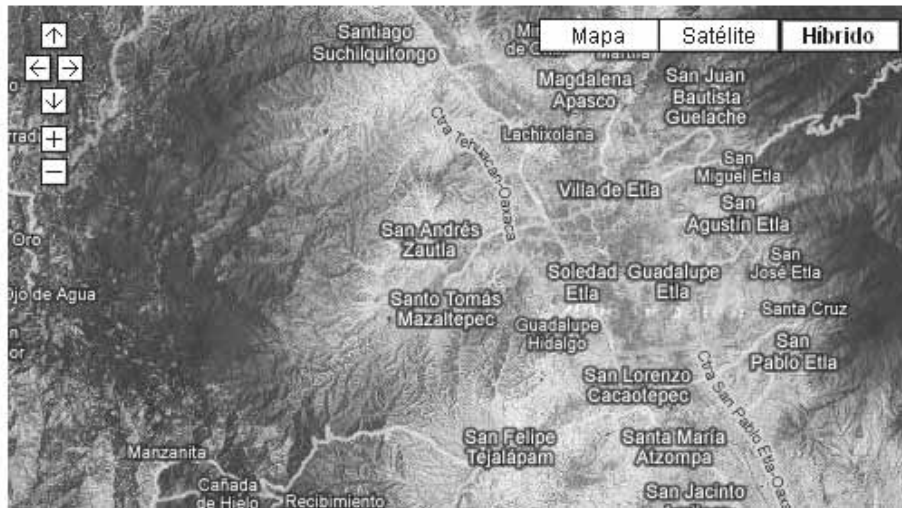 Mapa
Satélite
Híbrido
Santiago
Suchilquitongo
Magdalena
Apasco
San Juan
Bautista
Guelache
Lachixolana
Ctra Tehuacan-Oaxaca
San
Miguel Etla
Villa de Etla
San
Agustín Etla
San Andrés
Zautla
Oro
San
José Etla
Soledad
Etla
Guadalupe
Etla
Ojo de Agua
Santo Tomás
Mazaltepec
Santa Cruz
Guadalupe
Hidalgo
San
Pablo Etla
San Lorenzo
Cacaotepec
Ctra San Pablo Etla-Oaxa
San Felipe
Tejalápam
Santa María
Atzompa
Manzanita
Cañada
de Hielo
Recibimiento
San Jacinto